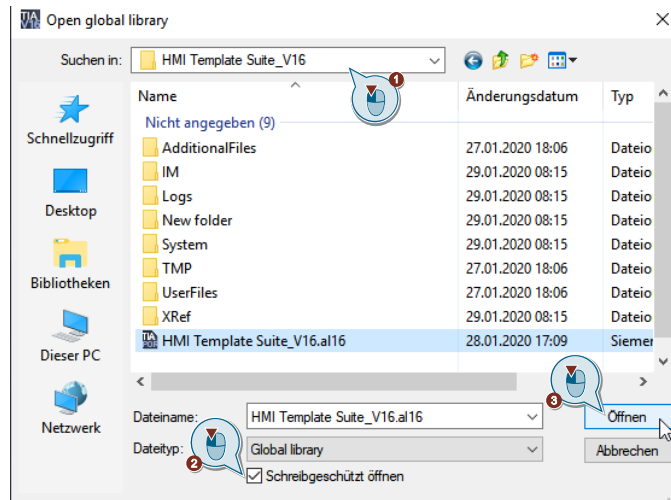 Open global library
Suchen in: HMI Template Suite_V16
1
Name Änderungsdatum Typ
Nicht angegeben (9)
AdditionalFiles 27.01.2020 18:06 Dateio
IM 29.01.2020 08:15 Dateio
Logs 29.01.2020 08:15 Dateio
New folder 29.01.2020 08:15 Dateio
System 29.01.2020 08:15 Dateio
TMP 27.01.2020 18:06 Dateio
UserFiles 27.01.2020 18:06 Dateio
XRef 29.01.2020 08:15 Dateio
HMI Template Suite_V16.al16 28.01.2020 17:09 Siemer
Schnellzugriff
Desktop
Bibliotheken
Dieser PC
Netzwerk
3
Dateiname: HMI Template Suite_V16.al16 Öffnen
Dateityp: Global library Abbrechen
2
Schreibgeschützt öffnen